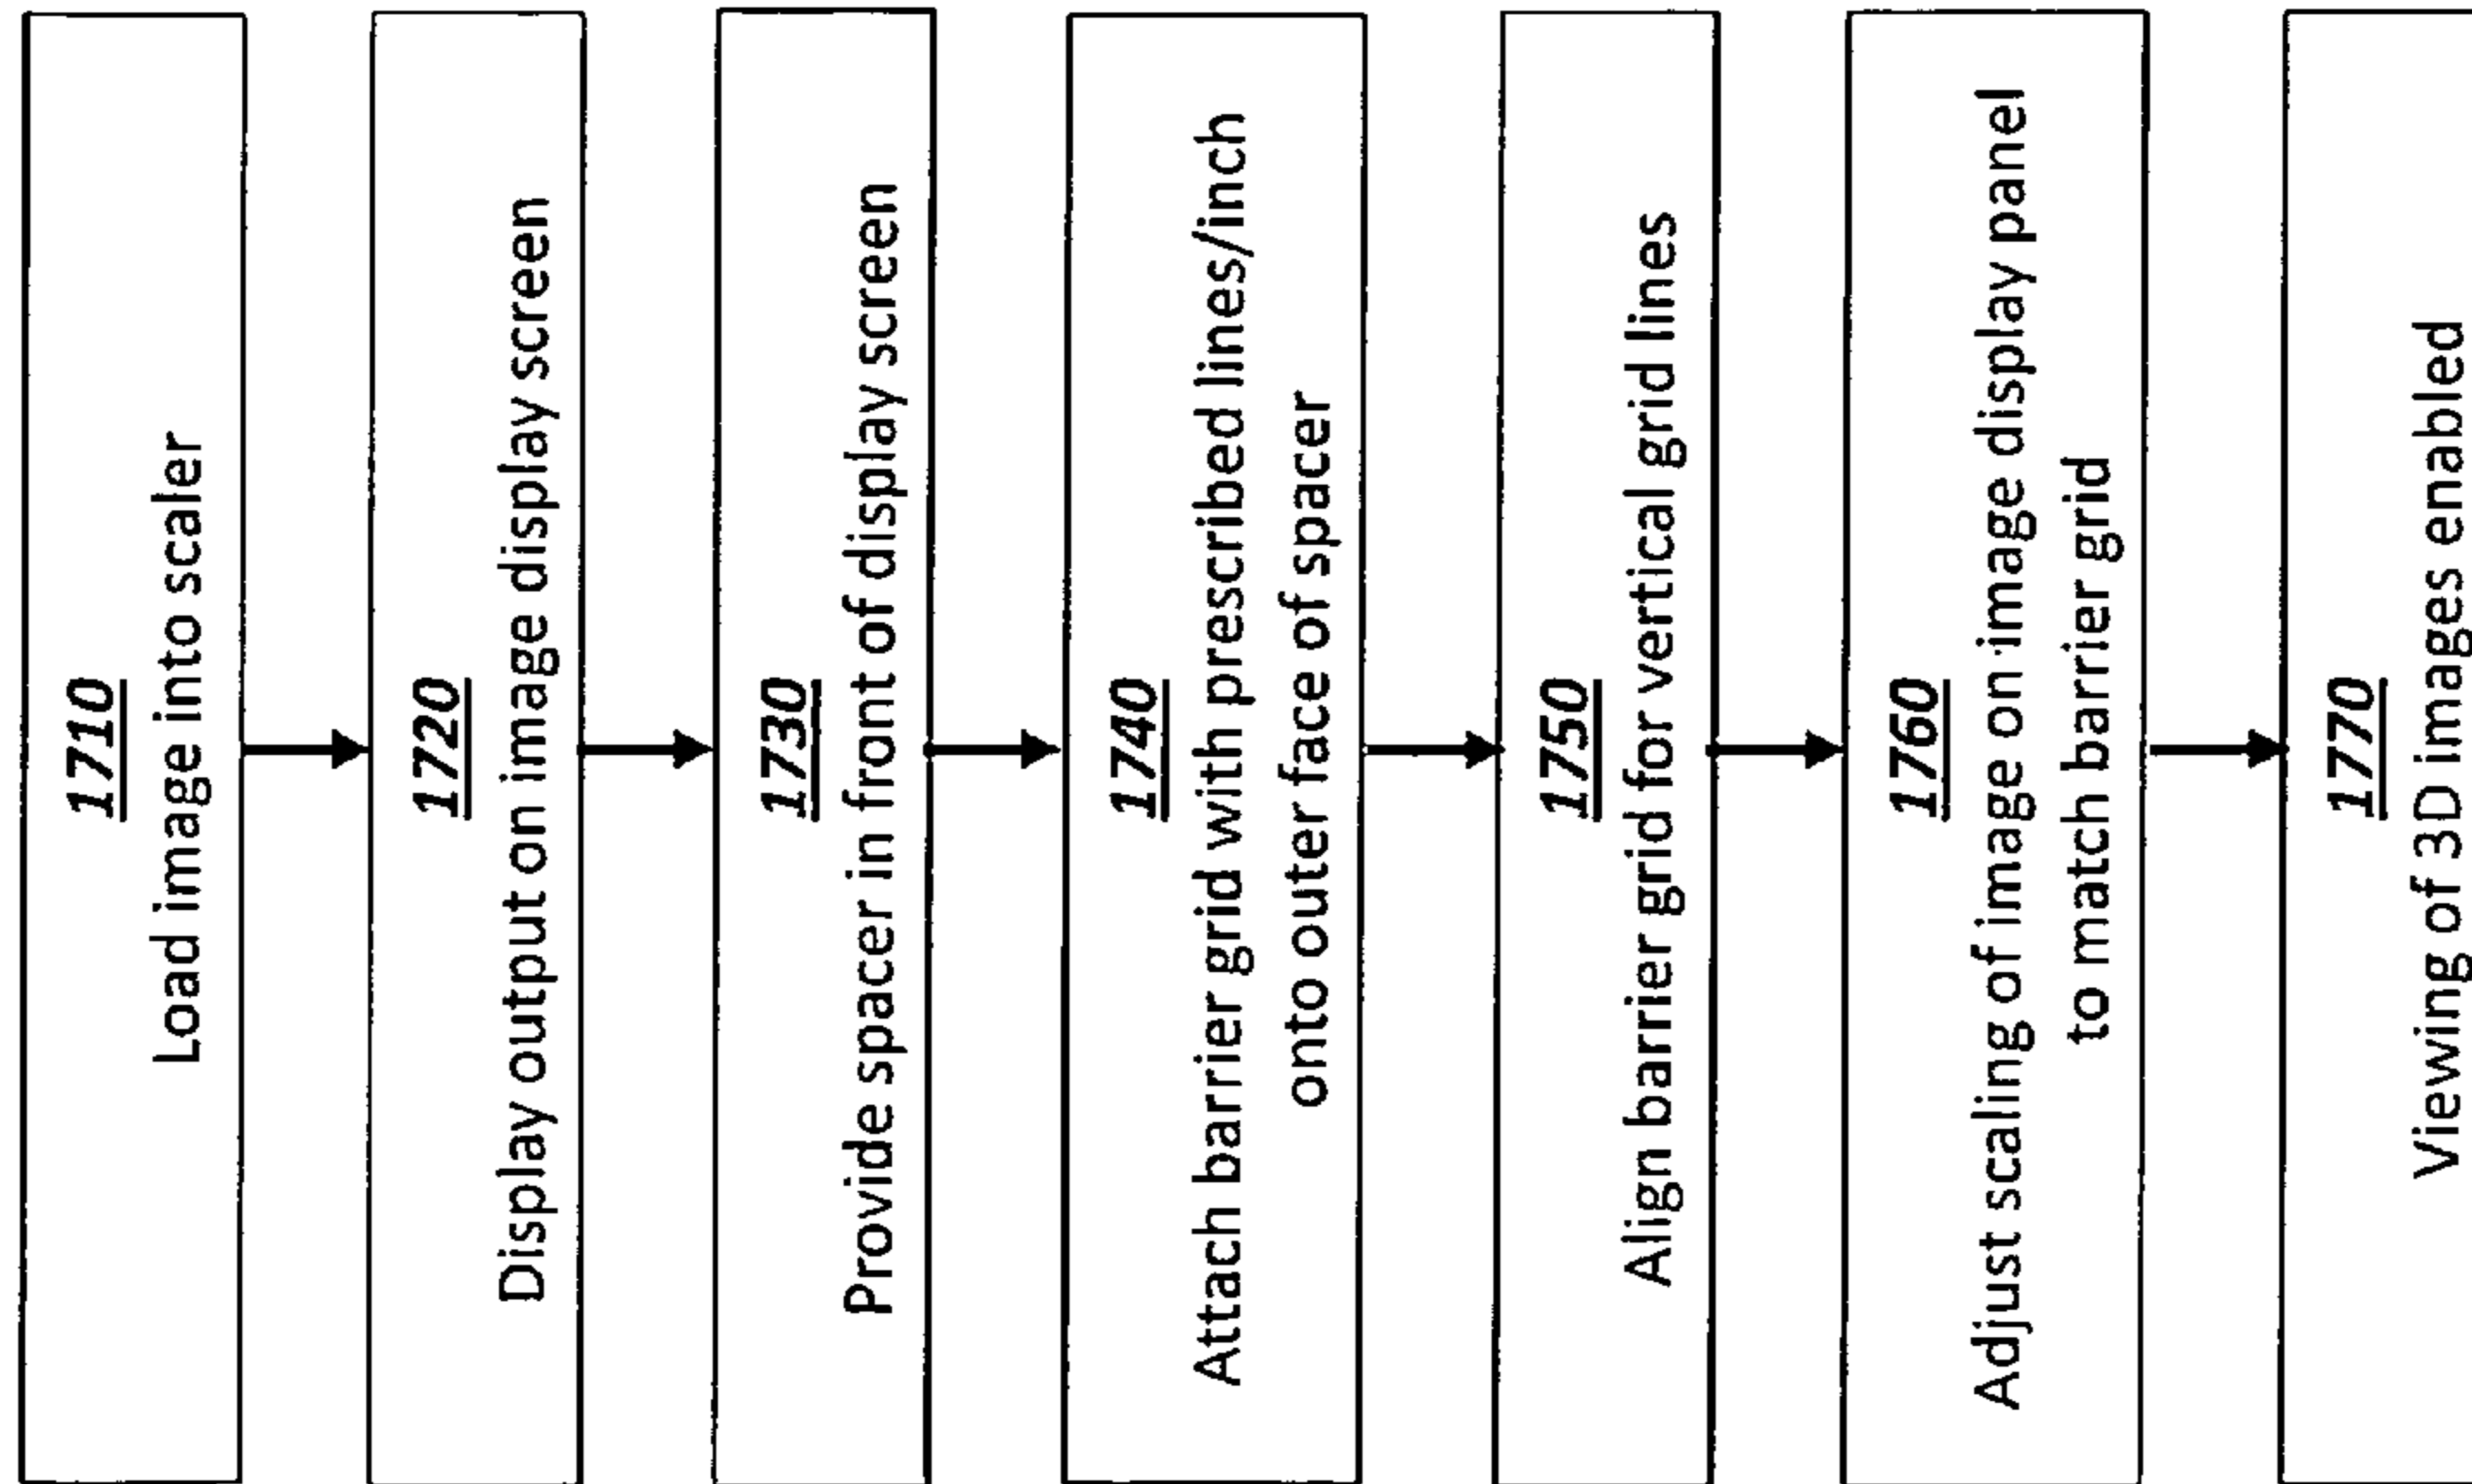 1710
Load image into scaler
1720
Display output on image display screen
1730
Provide spacer in front of display screen
1740
Attach barrier grid with prescribed lines/inch
onto outer face of spacer
1750
Align barrier grid for vertical grid lines
1760
Adjust scaling of image on image display panel
to match barrier grid
1770
Viewing of 3D images enabled